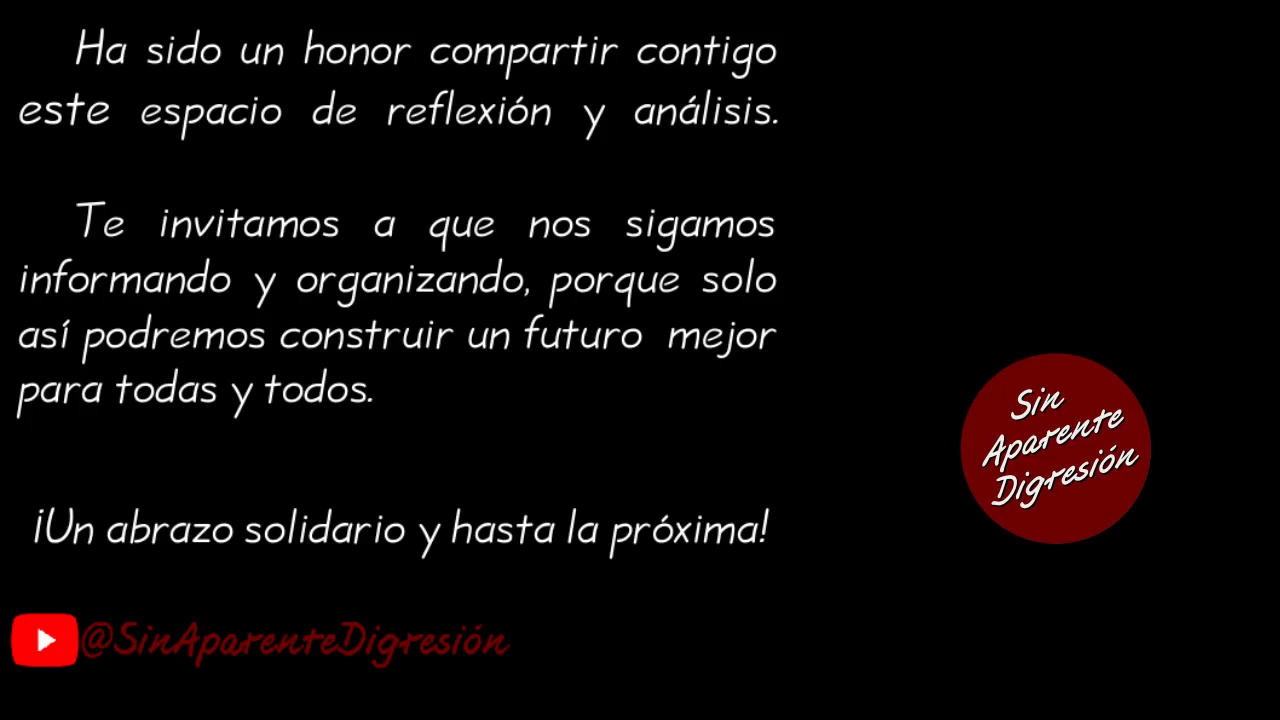 Ha sido un honor compartir contigo
este espacio de reflexión y análisis.
Te invitamos a que nos sigamos
informando y organizando, porque solo
así podremos construir un futuro mejor
para todas y todos.
¡Un abrazo solidario y hasta la próxima!
@SinAparenteDigresión
Sin
Aparente
Digresión